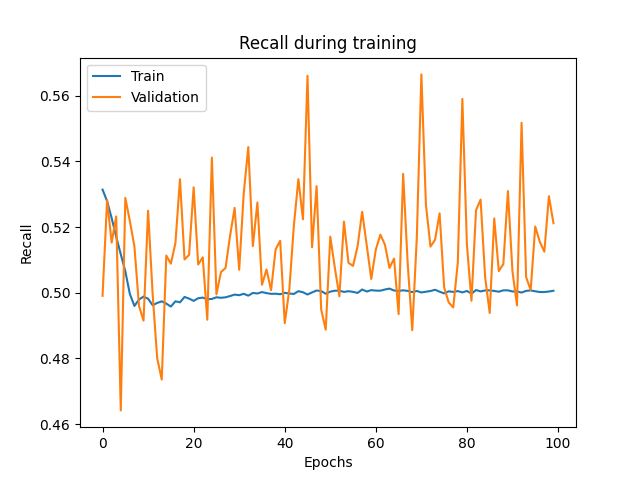 Recall during training
Train
Validation
0.56
0.54
0.52
0.50
0.48
0.46
Recall
0 20 40 60 80 100
Epochs